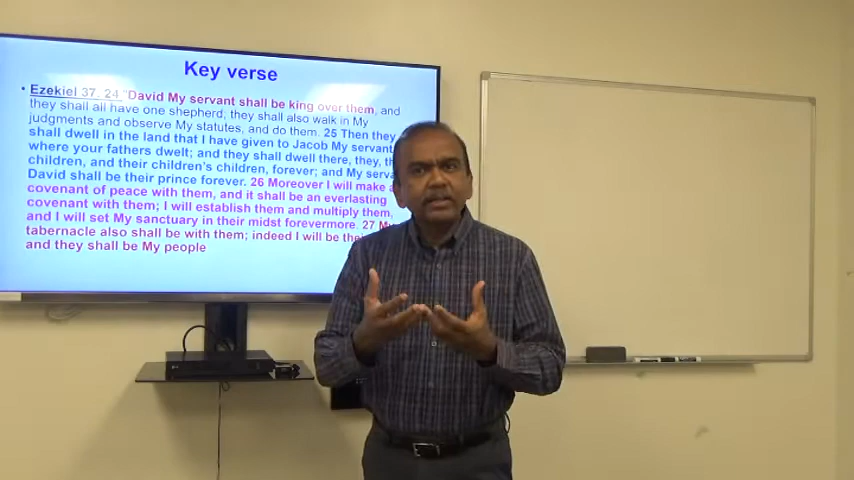 Key verse
• Ezekiel 37. 24 "David My servant shall be king over them, and
they shall all have one shepherd; they shall also walk in My
judgments and observe My statutes, and do them. 25 Then they
shall dwell in the land that I have given to Jacob My servant
where your fathers dwelt; and they shall dwell there, they,
children, and their children's children, forever; and My
David shall be their prince forever. 26 Moreover I will make a
covenant of peace with them, and it shall be an everlasting
covenant with them; I will establish them and multiply them,
and I will set My sanctuary in their midst forevermore. 27
tabernacle also shall be with them; indeed I will be
and they shall be My people